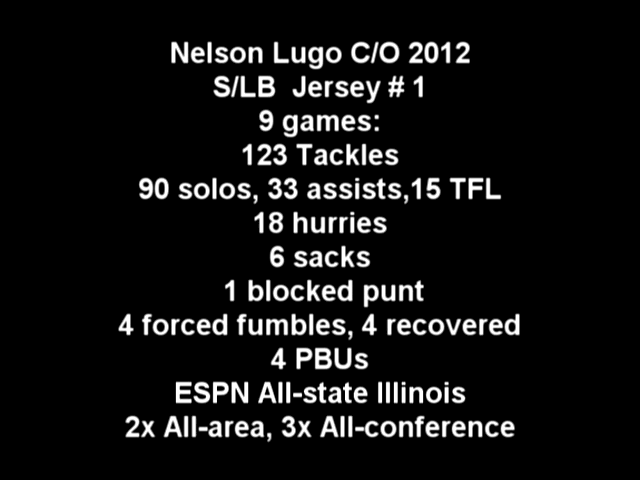 Nelson Lugo C/O 2012
S/LB  Jersey # 1
9 games:
123 Tackles
90 solos, 33 assists,15 TFL
18 hurries
6 sacks
1 blocked punt
4 forced fumbles, 4 recovered
4 PBUs
ESPN All-state Illinois
2x All-area, 3x All-conference